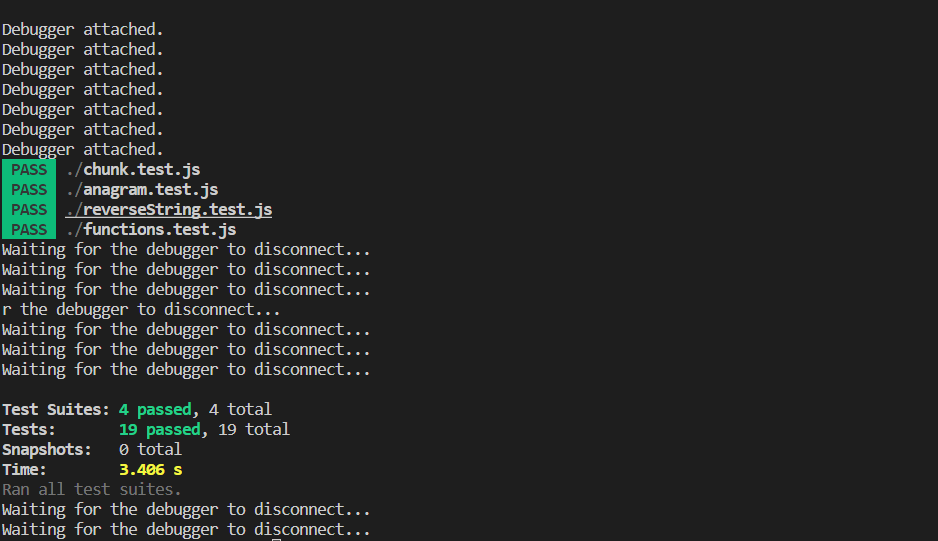 Debugger attached.
Debugger attached.
Debugger attached.
Debugger attached.
Debugger attached.
Debugger attached.
Debugger attached.
PASS ./chunk.test.js
PASS ./anagram.test.js
PASS ./reverseString.test.js
PASS ./functions.test.js
Waiting for the debugger to disconnect...
Waiting for the debugger to disconnect...
Waiting for the debugger to disconnect...
r the debugger to disconnect...
Waiting for the debugger to disconnect...
Waiting for the debugger to disconnect...
Waiting for the debugger to disconnect...
Test Suites: 4 passed, 4 total
Tests: 19 passed, 19 total
Snapshots: 0 total
Time: 3.406 s
Ran all test suites.
Waiting for the debugger to disconnect...
Waiting for the debugger to disconnect...